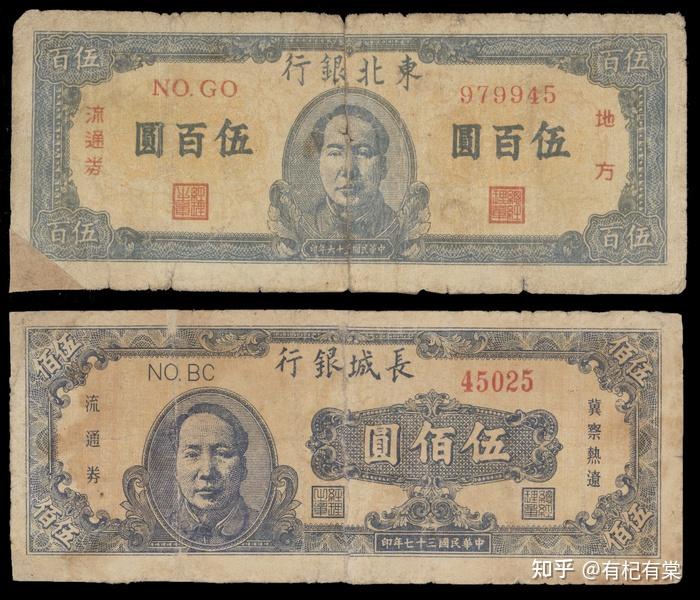 伍百
伍百
東北銀行
NO.GO
979945
地方
流通券
伍百圓
伍百圓
伍百
伍百
中華民國三十六年印
伍佰
伍佰
長城銀行
NO.BC
45025
冀察熱遼
流通券
伍佰圓
伍佰
伍佰
中華民國三十七年印
知乎 @有杞有棠